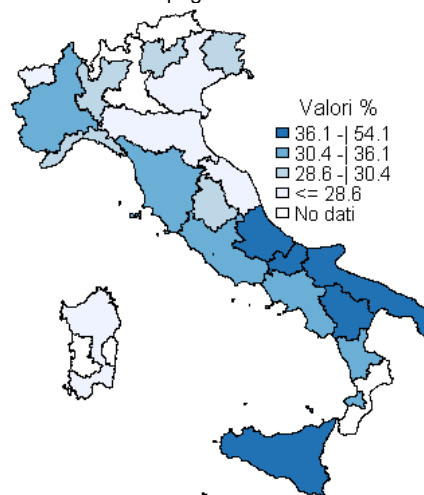 Valori %
36.1 -| 54.1
30.4 -| 36.1
28.6 -| 30.4
<= 28.6
No dati